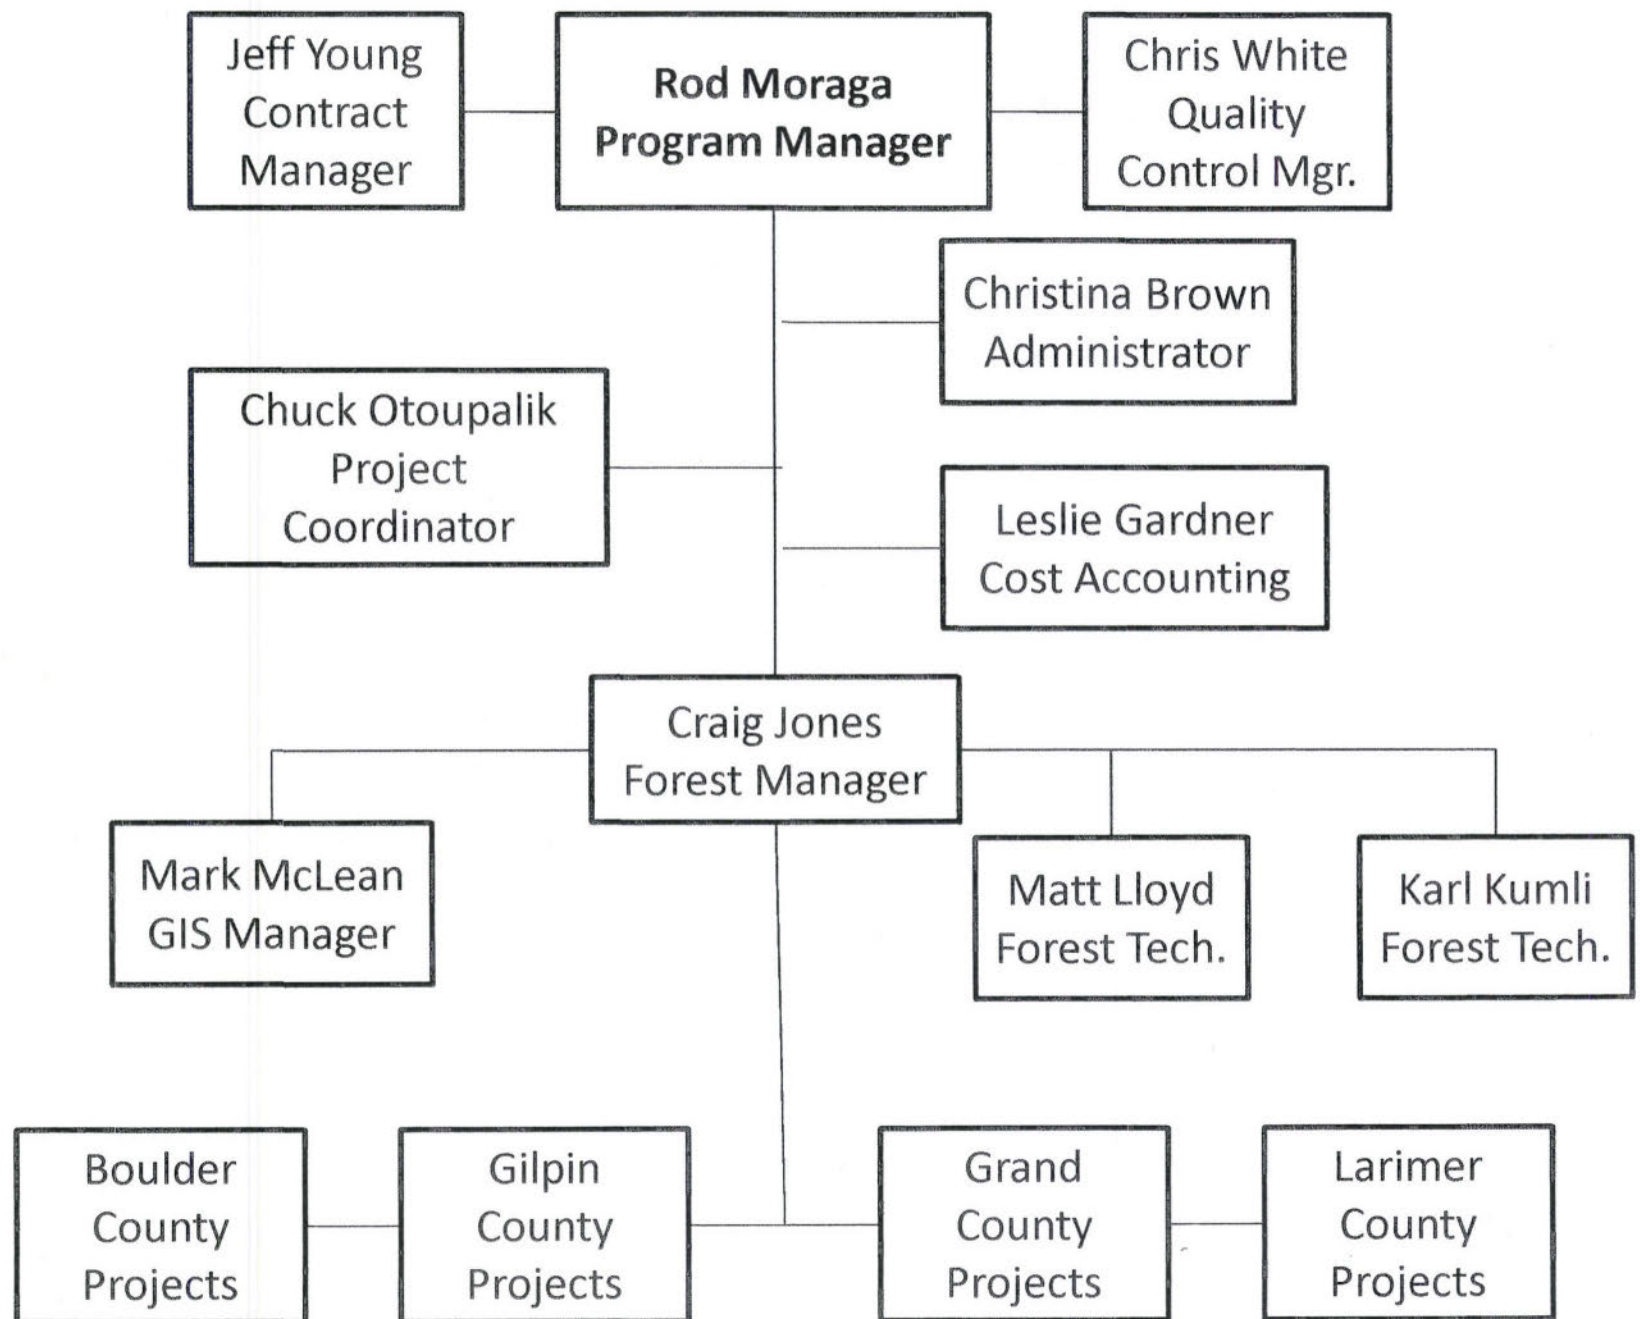 Jeff Young
Contract
Manager
Rod Moraga
Program Manager
Chris White
Quality
Control Mgr.
Christina Brown
Administrator
Chuck Otoupalik
Project
Coordinator
Leslie Gardner
Cost Accounting
Craig Jones
Forest Manager
Mark McLean
GIS Manager
Matt Lloyd
Forest Tech.
Karl Kumli
Forest Tech.
Boulder
County
Projects
Gilpin
County
Projects
Grand
County
Projects
Larimer
County
Projects